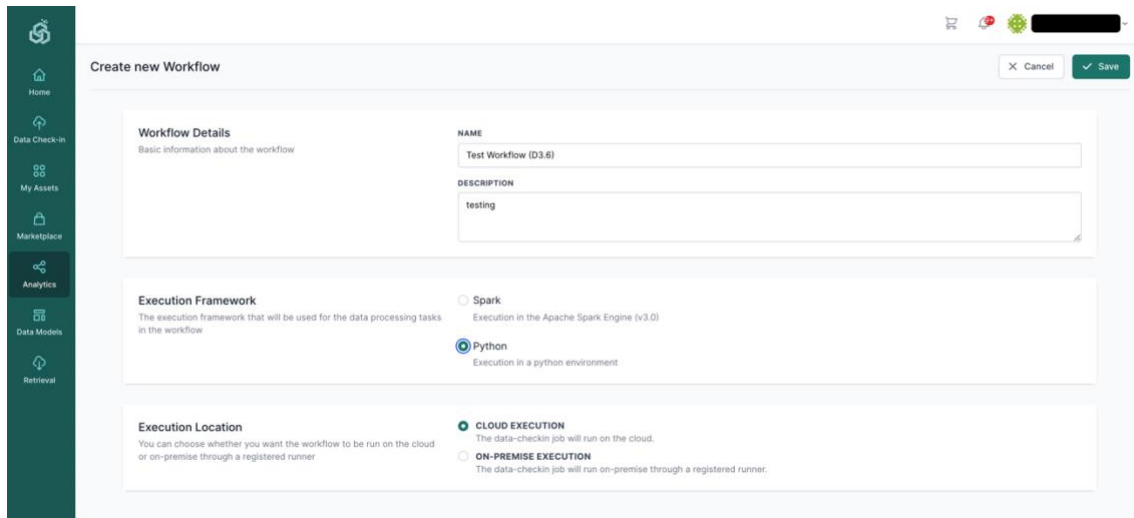 Home
Data Check-in
My Assets
Marketplace
Analytics
Data Models
Retrieval
Create new Workflow
Cancel
Save
Workflow Details
Basic information about the workflow
NAME
Test Workflow (D3.6)
DESCRIPTION
testing
Execution Framework
The execution framework that will be used for the data processing tasks
in the workflow
Spark
Execution in the Apache Spark Engine (v3.0)
Python
Execution in a python environment
Execution Location
You can choose whether you want the workflow to be run on the cloud
or on-premise through a registered runner
CLOUD EXECUTION
The data-checkin job will run on the cloud.
ON-PREMISE EXECUTION
The data-checkin job will run on-premise through a registered runner.